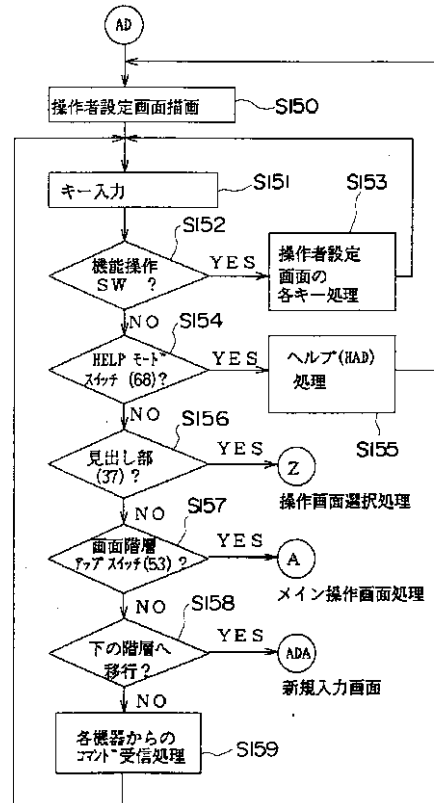 AD
操作者設定画面描画
S150
キー入力
S151
機能操作
SW ?
S152
YES
操作者設定
画面の
各キー処理
S153
NO
HELP モード
スイッチ (68)?
S154
YES
ヘルプ(HAD)
処理
S155
NO
見出し部
(37) ?
S156
YES
Z
操作画面選択処理
NO
画面階層
アップスイッチ(53) ?
S157
YES
A
メイン操作画面処理
NO
下の階層へ
移行?
S158
YES
ADA
新規入力画面
NO
各機器からの
コマンド受信処理
S159